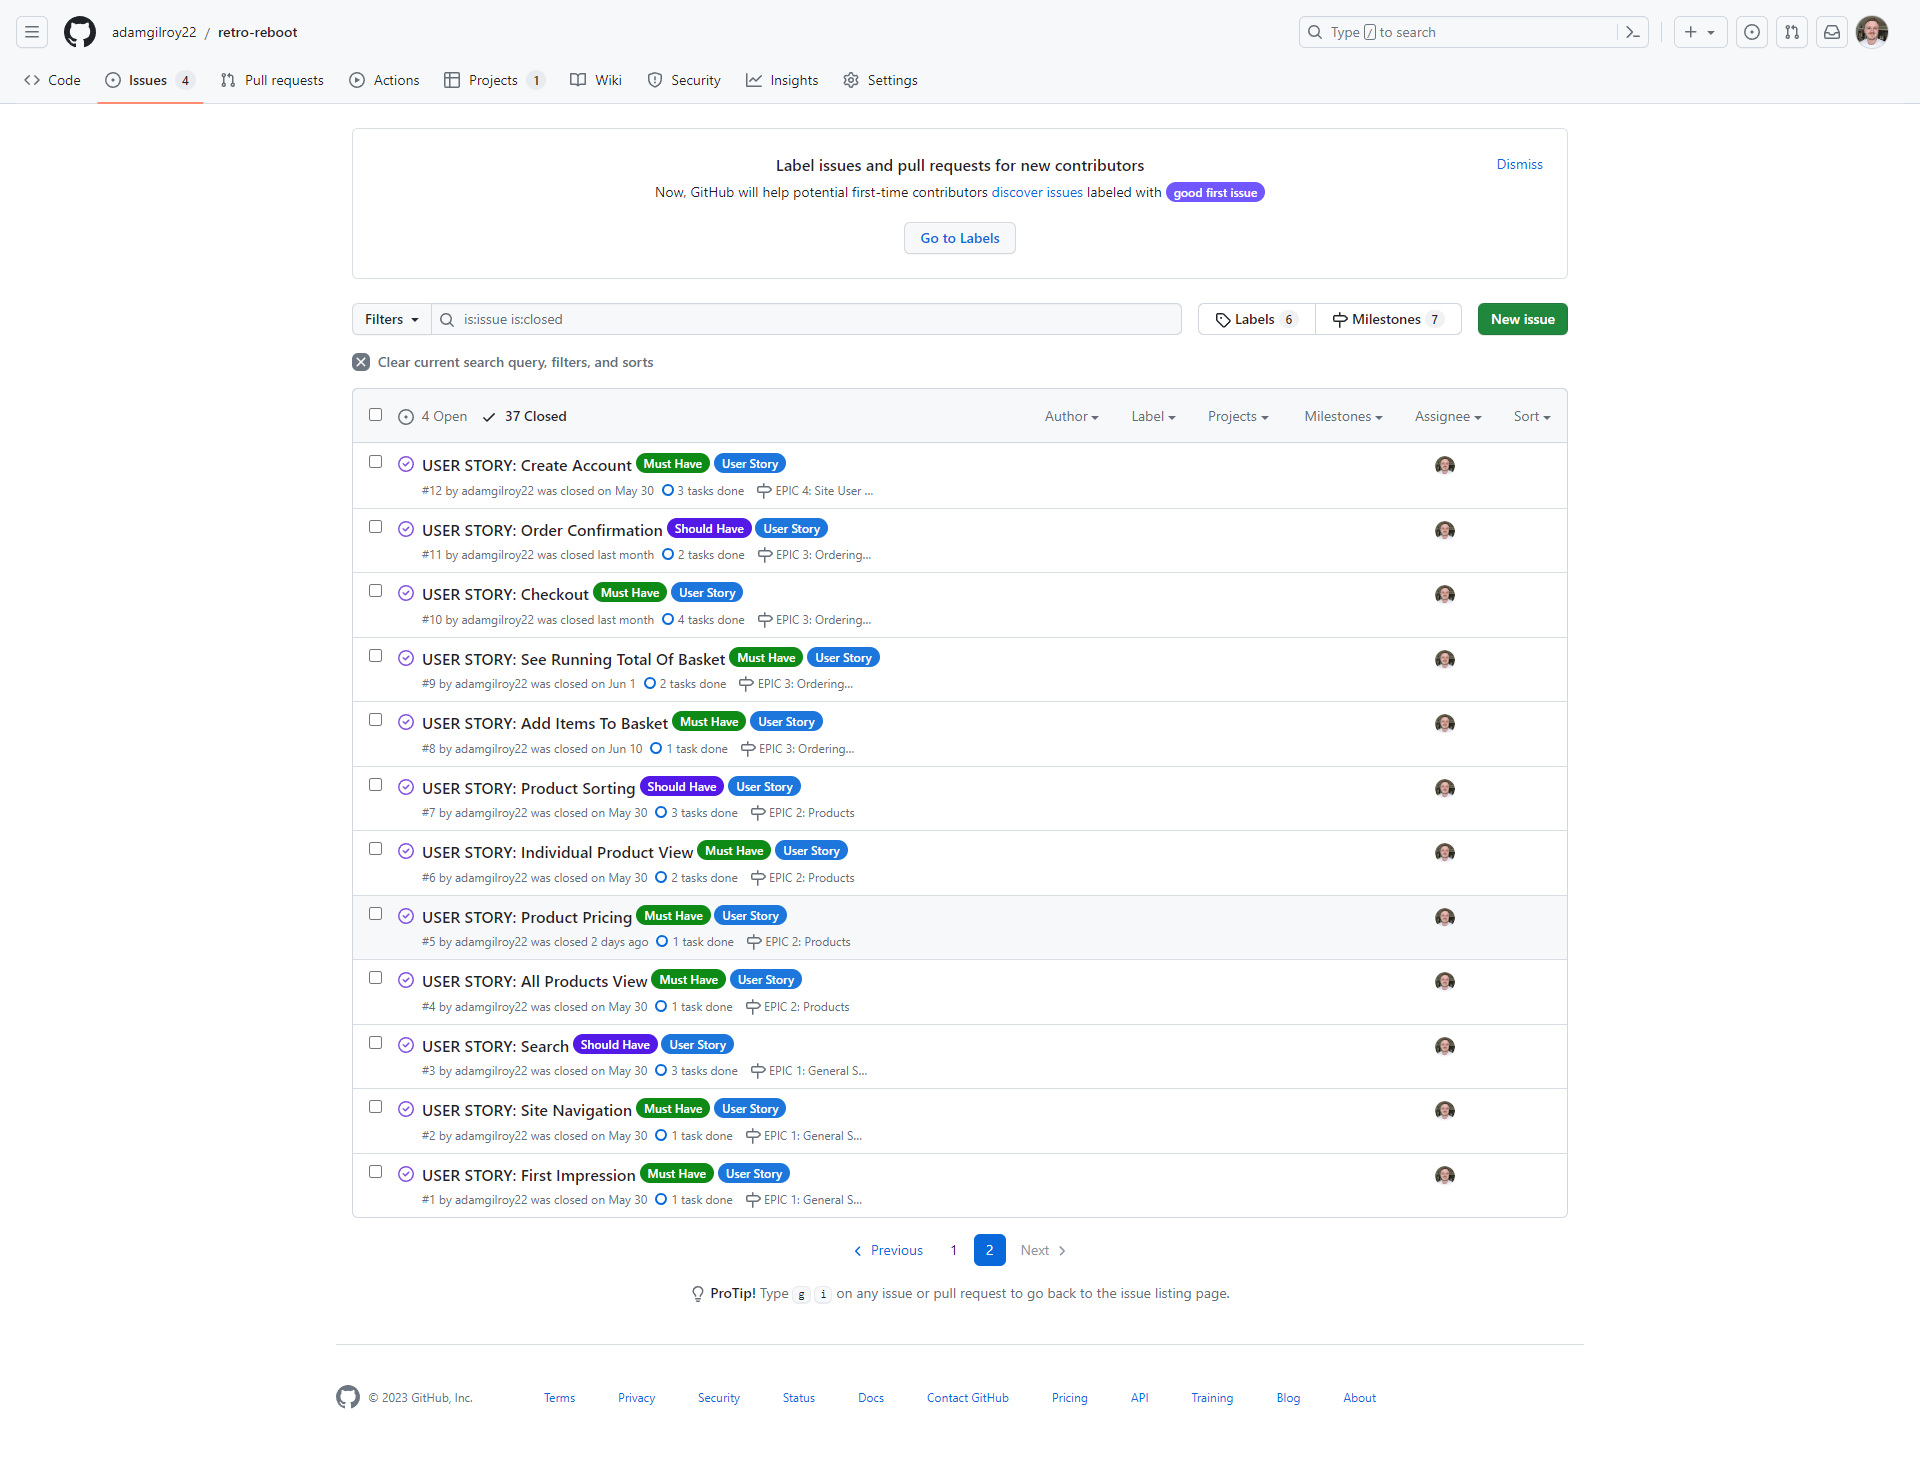 adamgilroy22 / retro-reboot
Type / to search
Code
Issues 4
Pull requests
Actions
Projects 1
Wiki
Security
Insights
Settings
Label issues and pull requests for new contributors
Dismiss
Now, GitHub will help potential first-time contributors discover issues labeled with good first issue
Go to Labels
Filters
is:issue is:closed
Labels 6
Milestones 7
New issue
Clear current search query, filters, and sorts
4 Open
37 Closed
Author
Label
Projects
Milestones
Assignee
Sort
USER STORY: Create Account Must Have User Story
#12 by adamgilroy22 was closed on May 30 3 tasks done EPIC 4: Site User ...
USER STORY: Order Confirmation Should Have User Story
#11 by adamgilroy22 was closed last month 2 tasks done EPIC 3: Ordering...
USER STORY: Checkout Must Have User Story
#10 by adamgilroy22 was closed last month 4 tasks done EPIC 3: Ordering...
USER STORY: See Running Total Of Basket Must Have User Story
#9 by adamgilroy22 was closed on Jun 1 2 tasks done EPIC 3: Ordering...
USER STORY: Add Items To Basket Must Have User Story
#8 by adamgilroy22 was closed on Jun 10 1 task done EPIC 3: Ordering...
USER STORY: Product Sorting Should Have User Story
#7 by adamgilroy22 was closed on May 30 3 tasks done EPIC 2: Products
USER STORY: Individual Product View Must Have User Story
#6 by adamgilroy22 was closed on May 30 2 tasks done EPIC 2: Products
USER STORY: Product Pricing Must Have User Story
#5 by adamgilroy22 was closed 2 days ago 1 task done EPIC 2: Products
USER STORY: All Products View Must Have User Story
#4 by adamgilroy22 was closed on May 30 1 task done EPIC 2: Products
USER STORY: Search Should Have User Story
#3 by adamgilroy22 was closed on May 30 3 tasks done EPIC 1: General S...
USER STORY: Site Navigation Must Have User Story
#2 by adamgilroy22 was closed on May 30 1 task done EPIC 1: General S...
USER STORY: First Impression Must Have User Story
#1 by adamgilroy22 was closed on May 30 1 task done EPIC 1: General S...
Previous 1 2 Next
ProTip! Type g i on any issue or pull request to go back to the issue listing page.
© 2023 GitHub, Inc.
Terms
Privacy
Security
Status
Docs
Contact GitHub
Pricing
API
Training
Blog
About